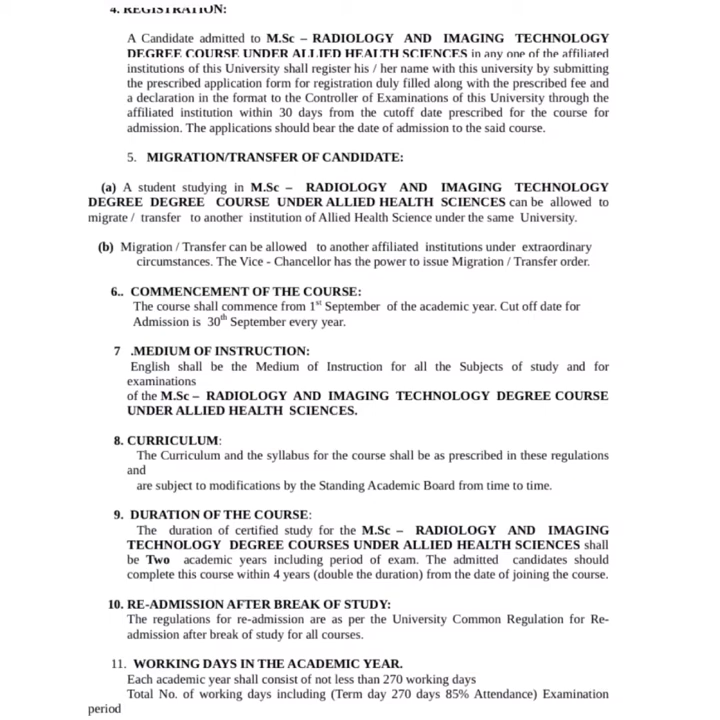 4. REGISTRATION:
A Candidate admitted to M.Sc – RADIOLOGY AND IMAGING TECHNOLOGY
DEGREE COURSE UNDER ALLIED HEALTH SCIENCES in any one of the affiliated
institutions of this University shall register his / her name with this university by submitting
the prescribed application form for registration duly filled along with the prescribed fee and
a declaration in the format to the Controller of Examinations of this University through the
affiliated institution within 30 days from the cutoff date prescribed for the course for
admission. The applications should bear the date of admission to the said course.
5. MIGRATION/TRANSFER OF CANDIDATE:
(a) A student studying in M.Sc – RADIOLOGY AND IMAGING TECHNOLOGY
DEGREE DEGREE COURSE UNDER ALLIED HEALTH SCIENCES can be allowed to
migrate / transfer to another institution of Allied Health Science under the same University.
(b) Migration / Transfer can be allowed to another affiliated institutions under extraordinary
circumstances. The Vice - Chancellor has the power to issue Migration / Transfer order.
6.. COMMENCEMENT OF THE COURSE:
The course shall commence from 1st September of the academic year. Cut off date for
Admission is 30th September every year.
7 .MEDIUM OF INSTRUCTION:
English shall be the Medium of Instruction for all the Subjects of study and for
examinations
of the M.Sc – RADIOLOGY AND IMAGING TECHNOLOGY DEGREE COURSE
UNDER ALLIED HEALTH SCIENCES.
8. CURRICULUM:
The Curriculum and the syllabus for the course shall be as prescribed in these regulations
and
are subject to modifications by the Standing Academic Board from time to time.
9. DURATION OF THE COURSE:
The duration of certified study for the M.Sc – RADIOLOGY AND IMAGING
TECHNOLOGY DEGREE COURSES UNDER ALLIED HEALTH SCIENCES shall
be Two academic years including period of exam. The admitted candidates should
complete this course within 4 years (double the duration) from the date of joining the course.
10. RE-ADMISSION AFTER BREAK OF STUDY:
The regulations for re-admission are as per the University Common Regulation for Re-
admission after break of study for all courses.
11. WORKING DAYS IN THE ACADEMIC YEAR.
Each academic year shall consist of not less than 270 working days
Total No. of working days including (Term day 270 days 85% Attendance) Examination
period